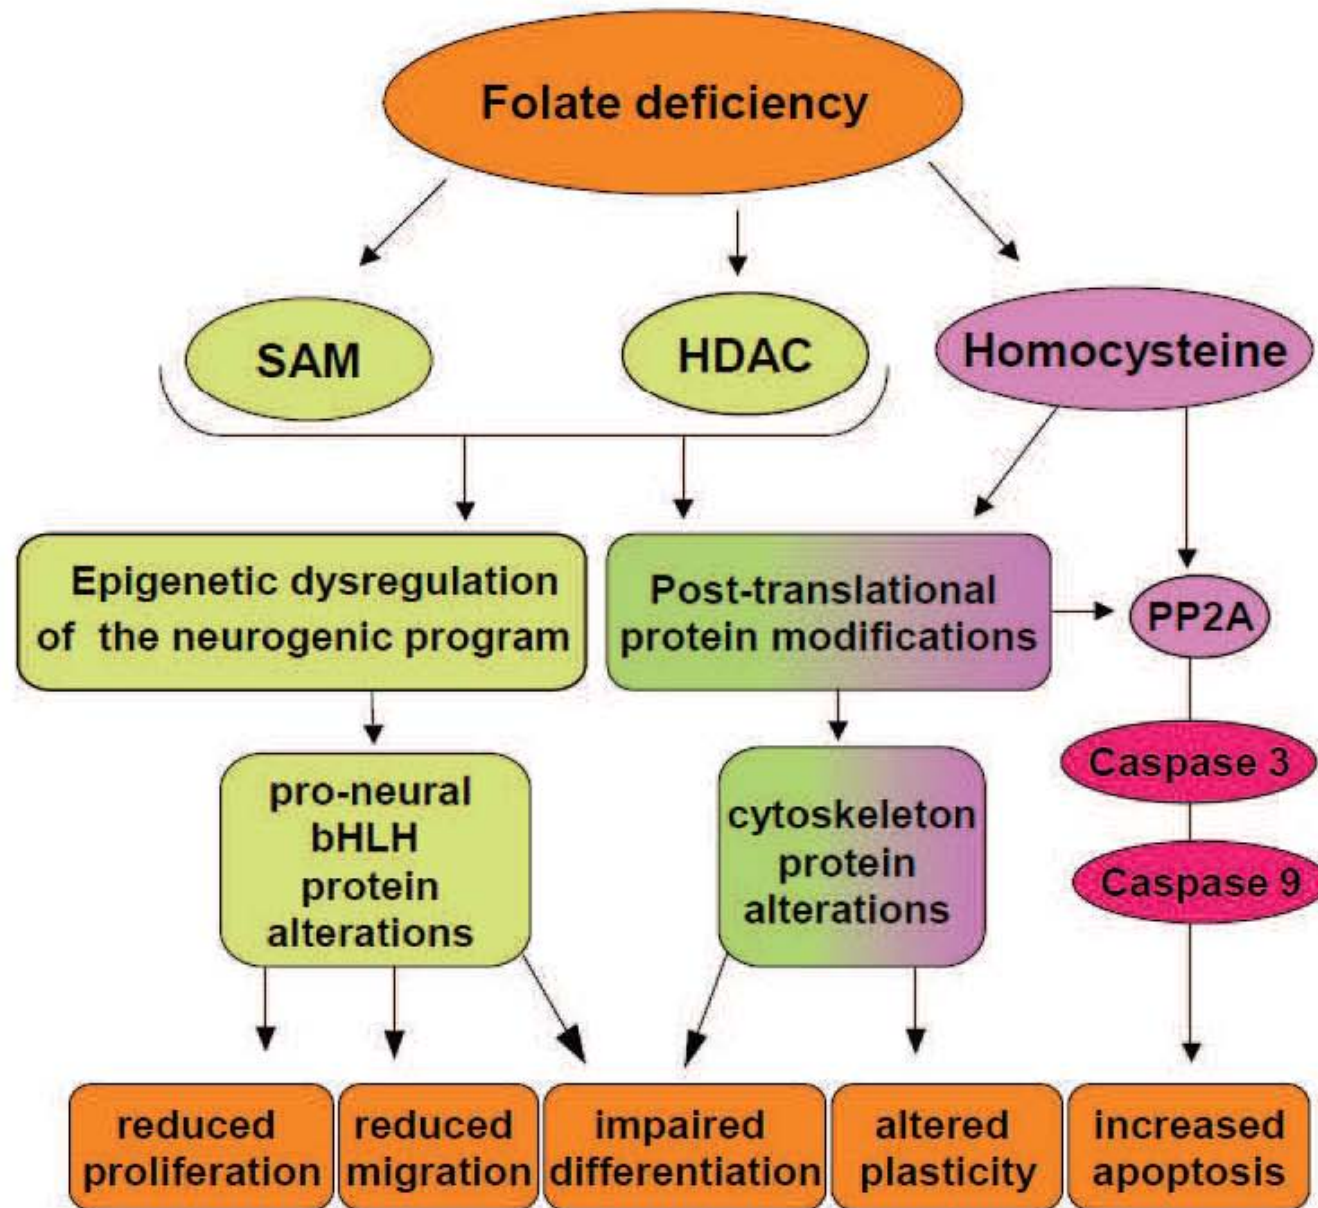 Folate deficiency
SAM
HDAC
Homocysteine
Epigenetic dysregulation
of the neurogenic program
Post-translational
protein modifications
PP2A
Caspase 3
Caspase 9
pro-neural
bHLH
protein
alterations
cytoskeleton
protein
alterations
reduced
proliferation
reduced
migration
impaired
differentiation
altered
plasticity
increased
apoptosis